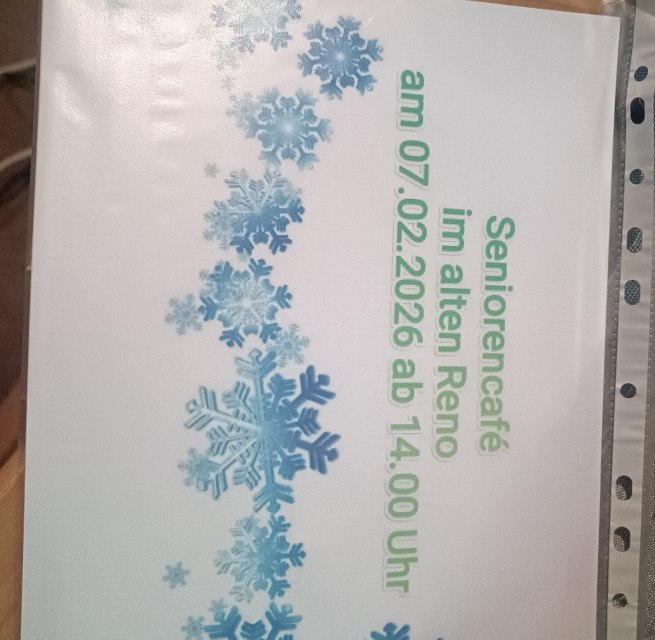 Seniorencafé
im alten Reno
am 07.02.2026 ab 14.00 Uhr